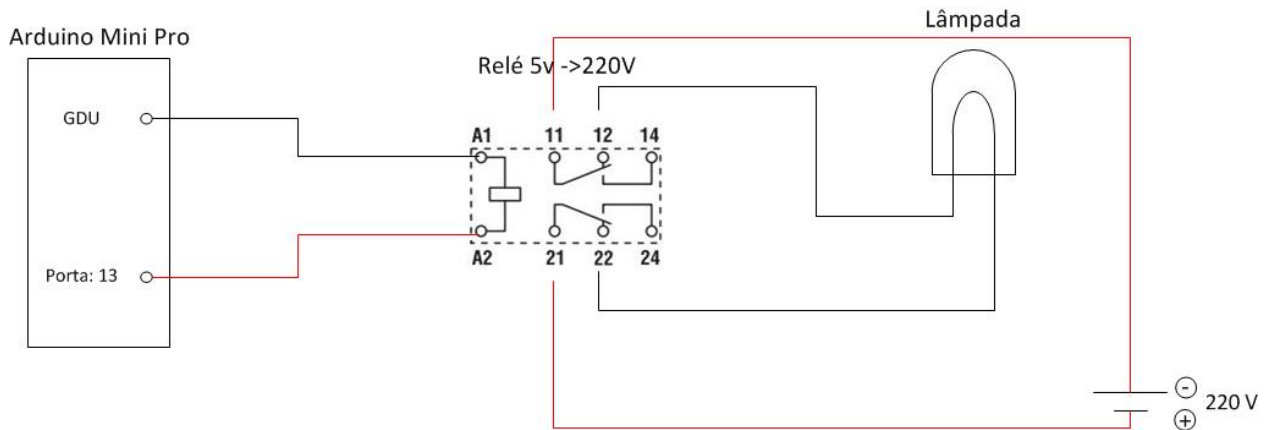 Lâmpada
Arduino Mini Pro
Relé 5v ->220V
GDU
A1 11 12 14
A2 21 22 24
Porta: 13
- 
220 V
+